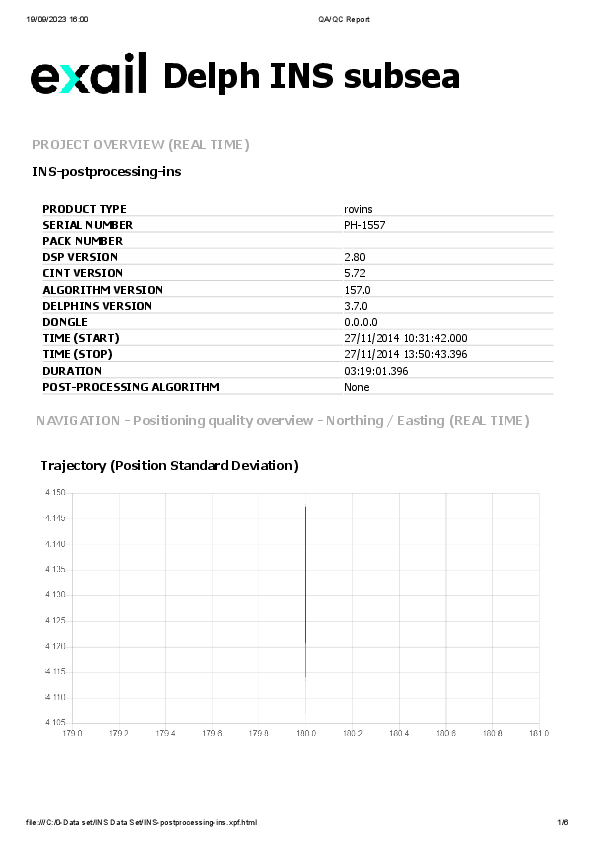 19/09/2023 16:00 QA/QC Report
exail Delph INS subsea
PROJECT OVERVIEW (REAL TIME)
INS-postprocessing-ins
PRODUCT TYPE rovins
SERIAL NUMBER PH-1557
PACK NUMBER
DSP VERSION 2.80
CINT VERSION 5.72
ALGORITHM VERSION 157.0
DELPHINS VERSION 3.7.0
DONGLE 0.0.0.0
TIME (START) 27/11/2014 10:31:42.000
TIME (STOP) 27/11/2014 13:50:43.396
DURATION 03:19:01.396
POST-PROCESSING ALGORITHM None
NAVIGATION - Positioning quality overview - Northing / Easting (REAL TIME)
Trajectory (Position Standard Deviation)
4.150
4.145
4.140
4.135
4.130
4.125
4.120
4.115
4.110
4.105
179.0 179.2 179.4 179.6 179.8 180.0 180.2 180.4 180.6 180.8 181.0
file:///C:/0-Data set/INS Data Set/INS-postprocessing-ins.xpf.html 1/6